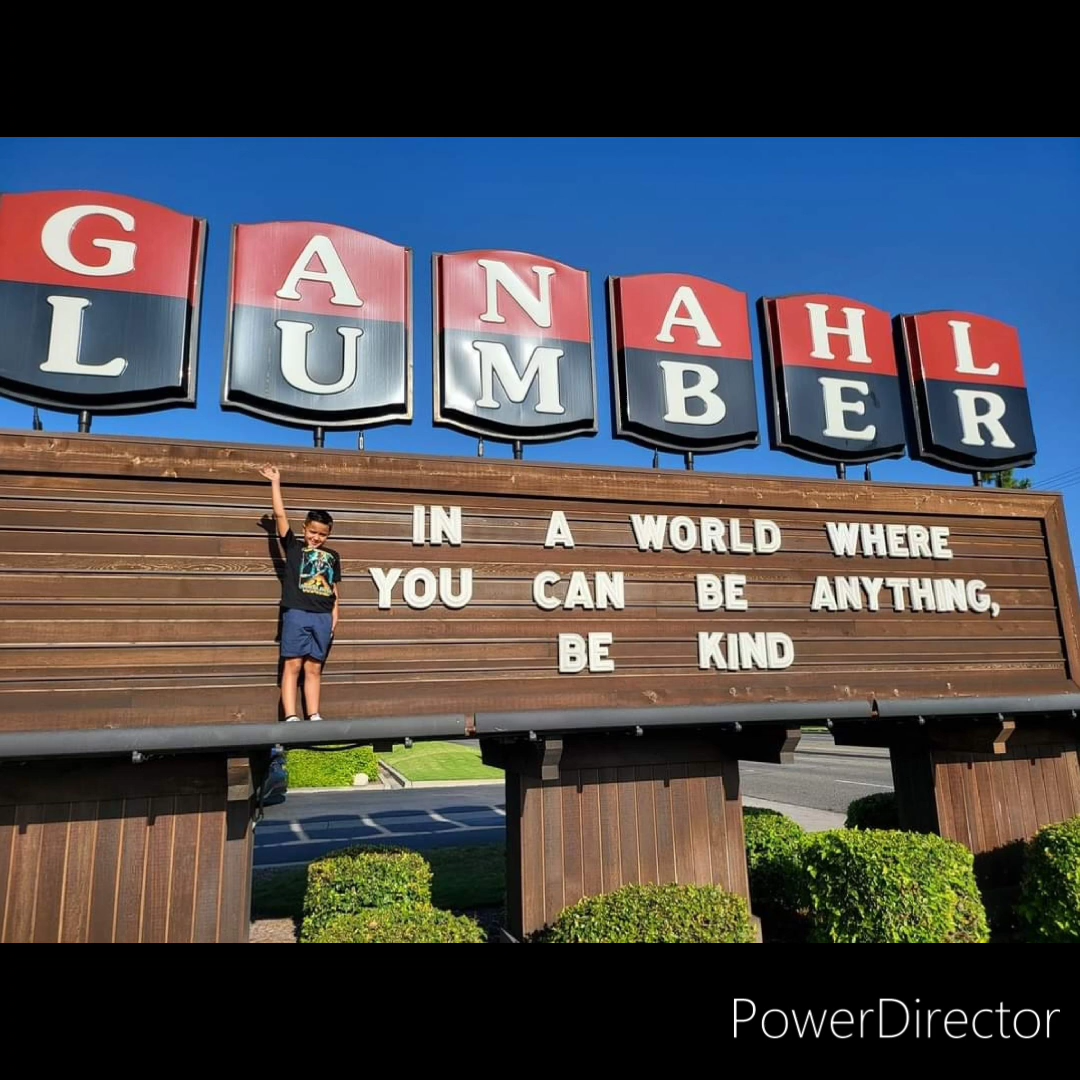 GANAHL
LUMBER
IN A WORLD WHERE
YOU CAN BE ANYTHING,
BE KIND
PowerDirector